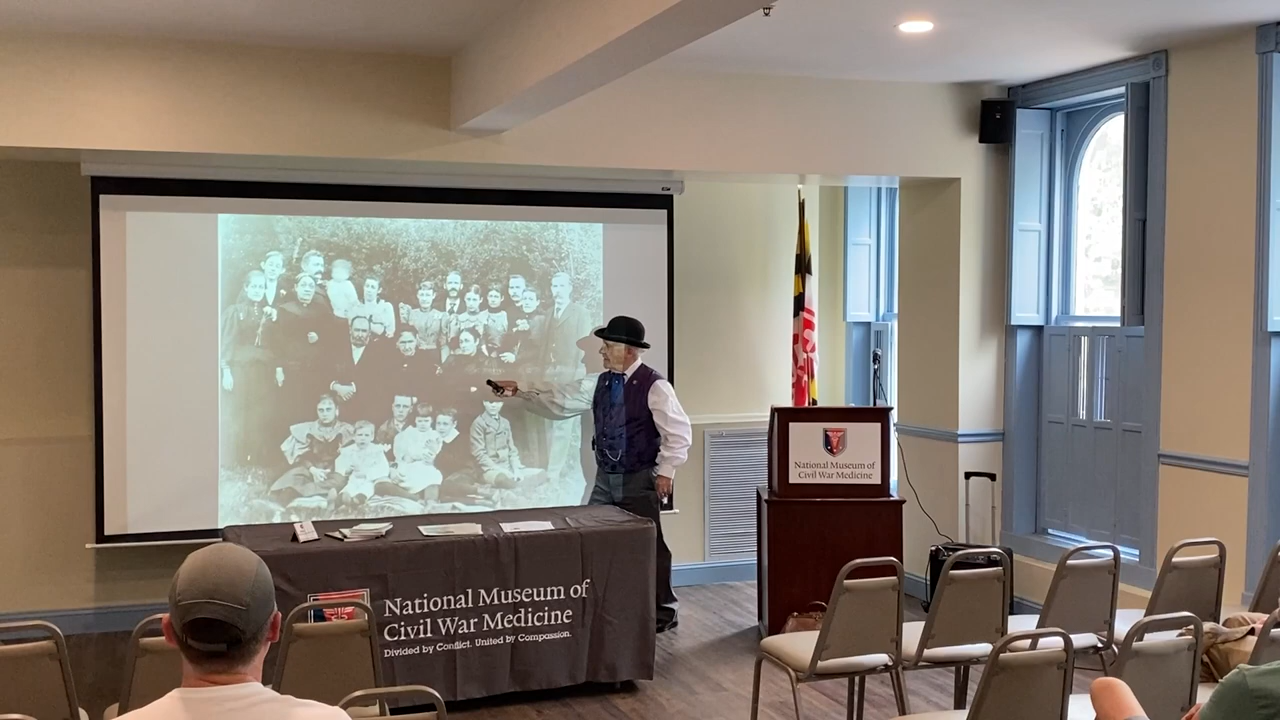 National Museum of
Civil War Medicine
National Museum of
Civil War Medicine
Divided by Conflict. United by Compassion.